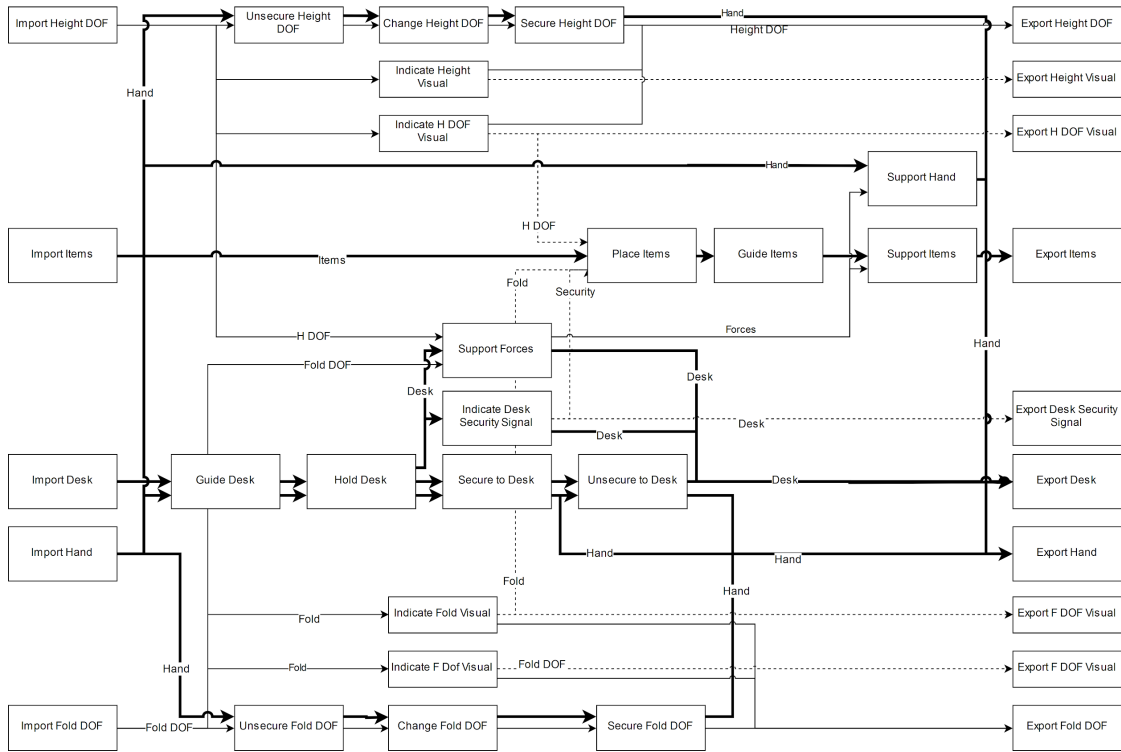 Import Height DOF
Unsecure Height
DOF
Change Height DOF
Secure Height DOF
Hand
Height DOF
Export Height DOF
Indicate Height
Visual
Export Height Visual
Hand
Indicate H DOF
Visual
Export H DOF Visual
Hand
Support Hand
H DOF
Import Items
Items
Place Items
Guide Items
Support Items
Export Items
Fold
Security
H DOF
Support Forces
Forces
Hand
Fold DOF
Desk
Desk
Indicate Desk
Security Signal
Desk
Desk
Export Desk Security
Signal
Import Desk
Guide Desk
Hold Desk
Secure to Desk
Unsecure to Desk
Desk
Export Desk
Import Hand
Hand
Hand
Export Hand
Fold
Hand
Fold
Indicate Fold Visual
Export F DOF Visual
Hand
Fold
Indicate F Dof Visual
Fold DOF
Export F DOF Visual
Import Fold DOF
Fold DOF
Unsecure Fold DOF
Change Fold DOF
Secure Fold DOF
Export Fold DOF